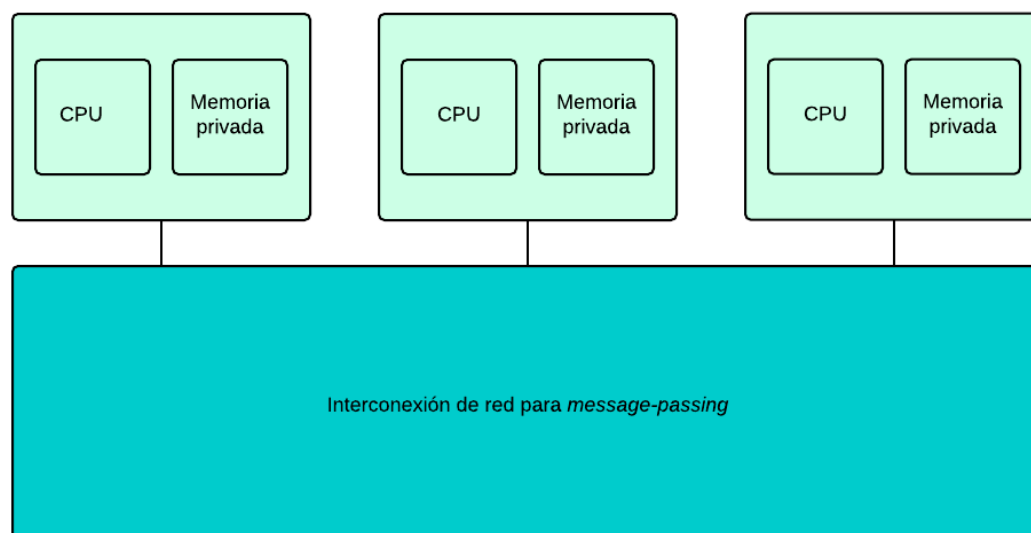 CPU
Memoria
privada
CPU
Memoria
privada
CPU
Memoria
privada
Interconexión de red para message-passing